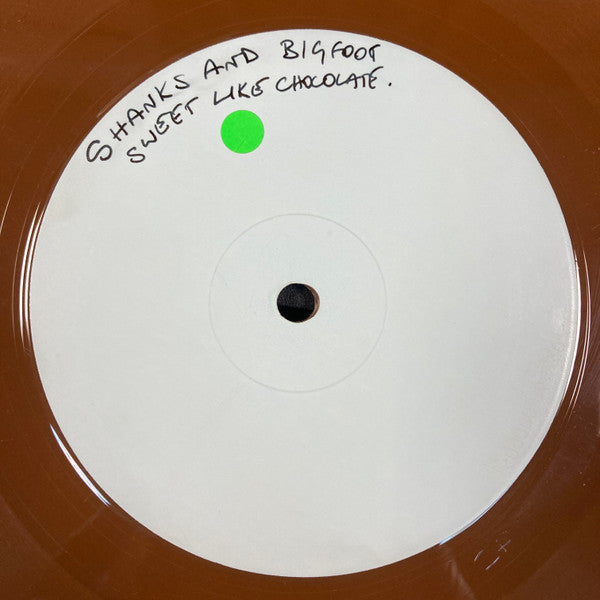 SHANKS AND BIGFOOT
SWEET LIKE CHOCOLATE.